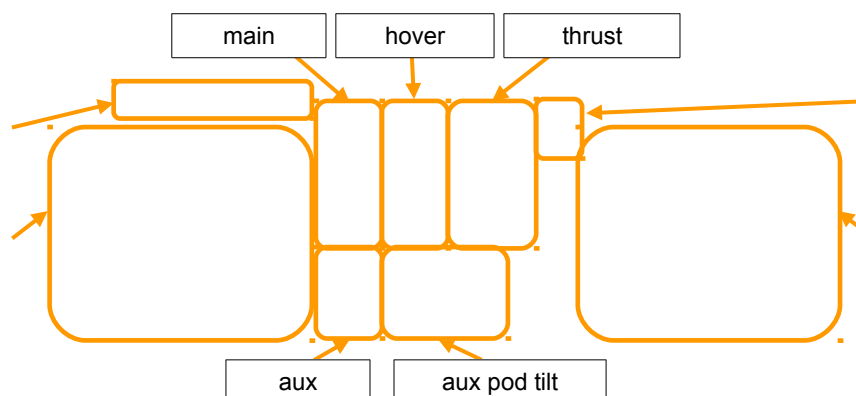 main
hover
thrust
aux
aux pod tilt